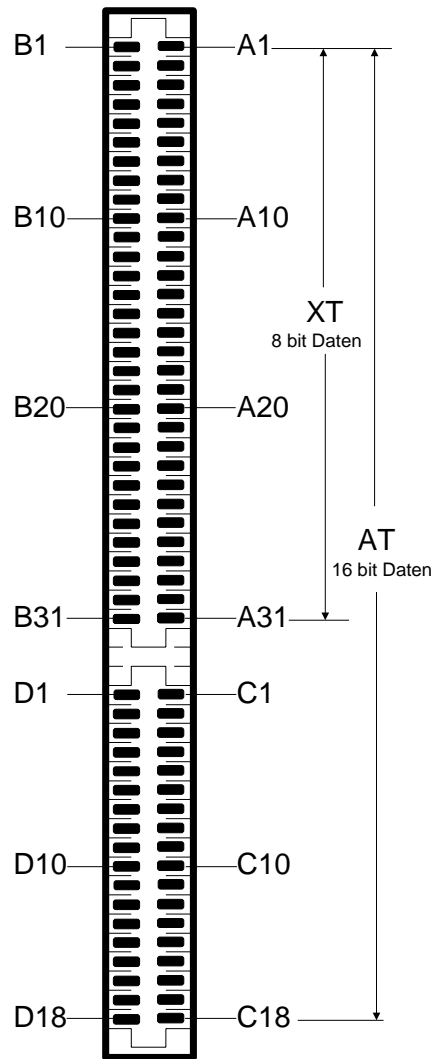 B1 A1
B10 A10
XT
8 bit Daten
B20 A20
AT
16 bit Daten
B31 A31
D1 C1
D10 C10
D18 C18